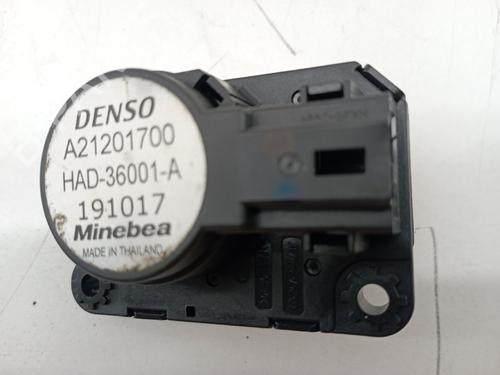 DENSO
A21201700
HAD-36001-A
191017
Minebea
MADE IN THAILAND